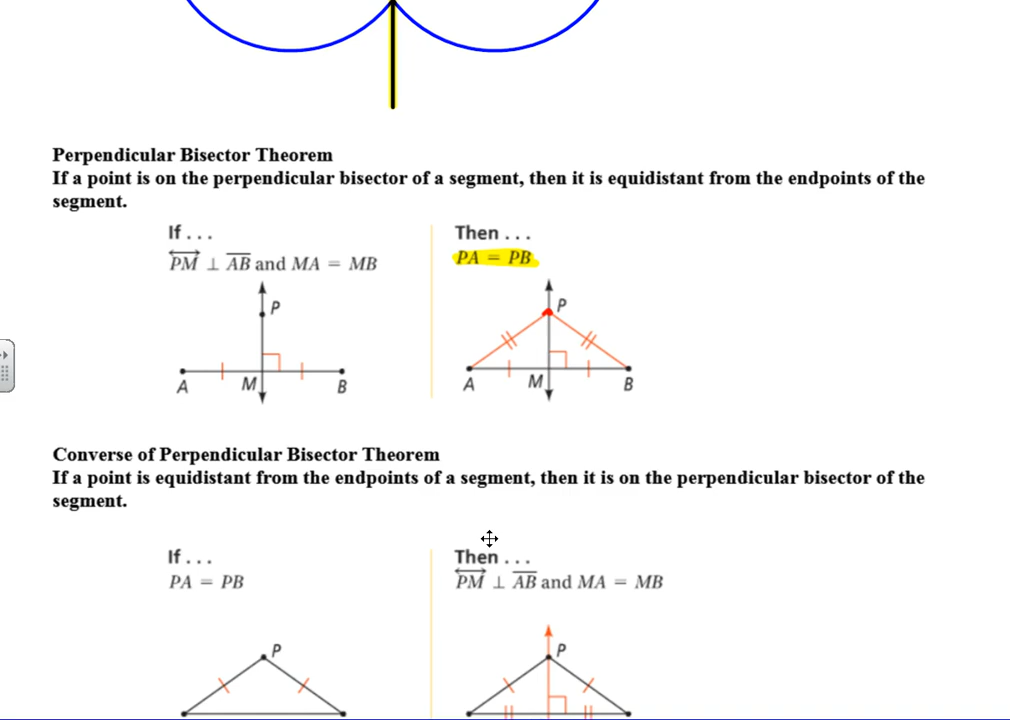 Perpendicular Bisector Theorem
If a point is on the perpendicular bisector of a segment, then it is equidistant from the endpoints of the
segment.
If . . .
PM ⊥ AB and MA = MB
P
A
M
B
Then . . .
PA = PB
P
A
M
B
Converse of Perpendicular Bisector Theorem
If a point is equidistant from the endpoints of a segment, then it is on the perpendicular bisector of the
segment.
If . . .
PA = PB
P
Then . . .
PM ⊥ AB and MA = MB
P